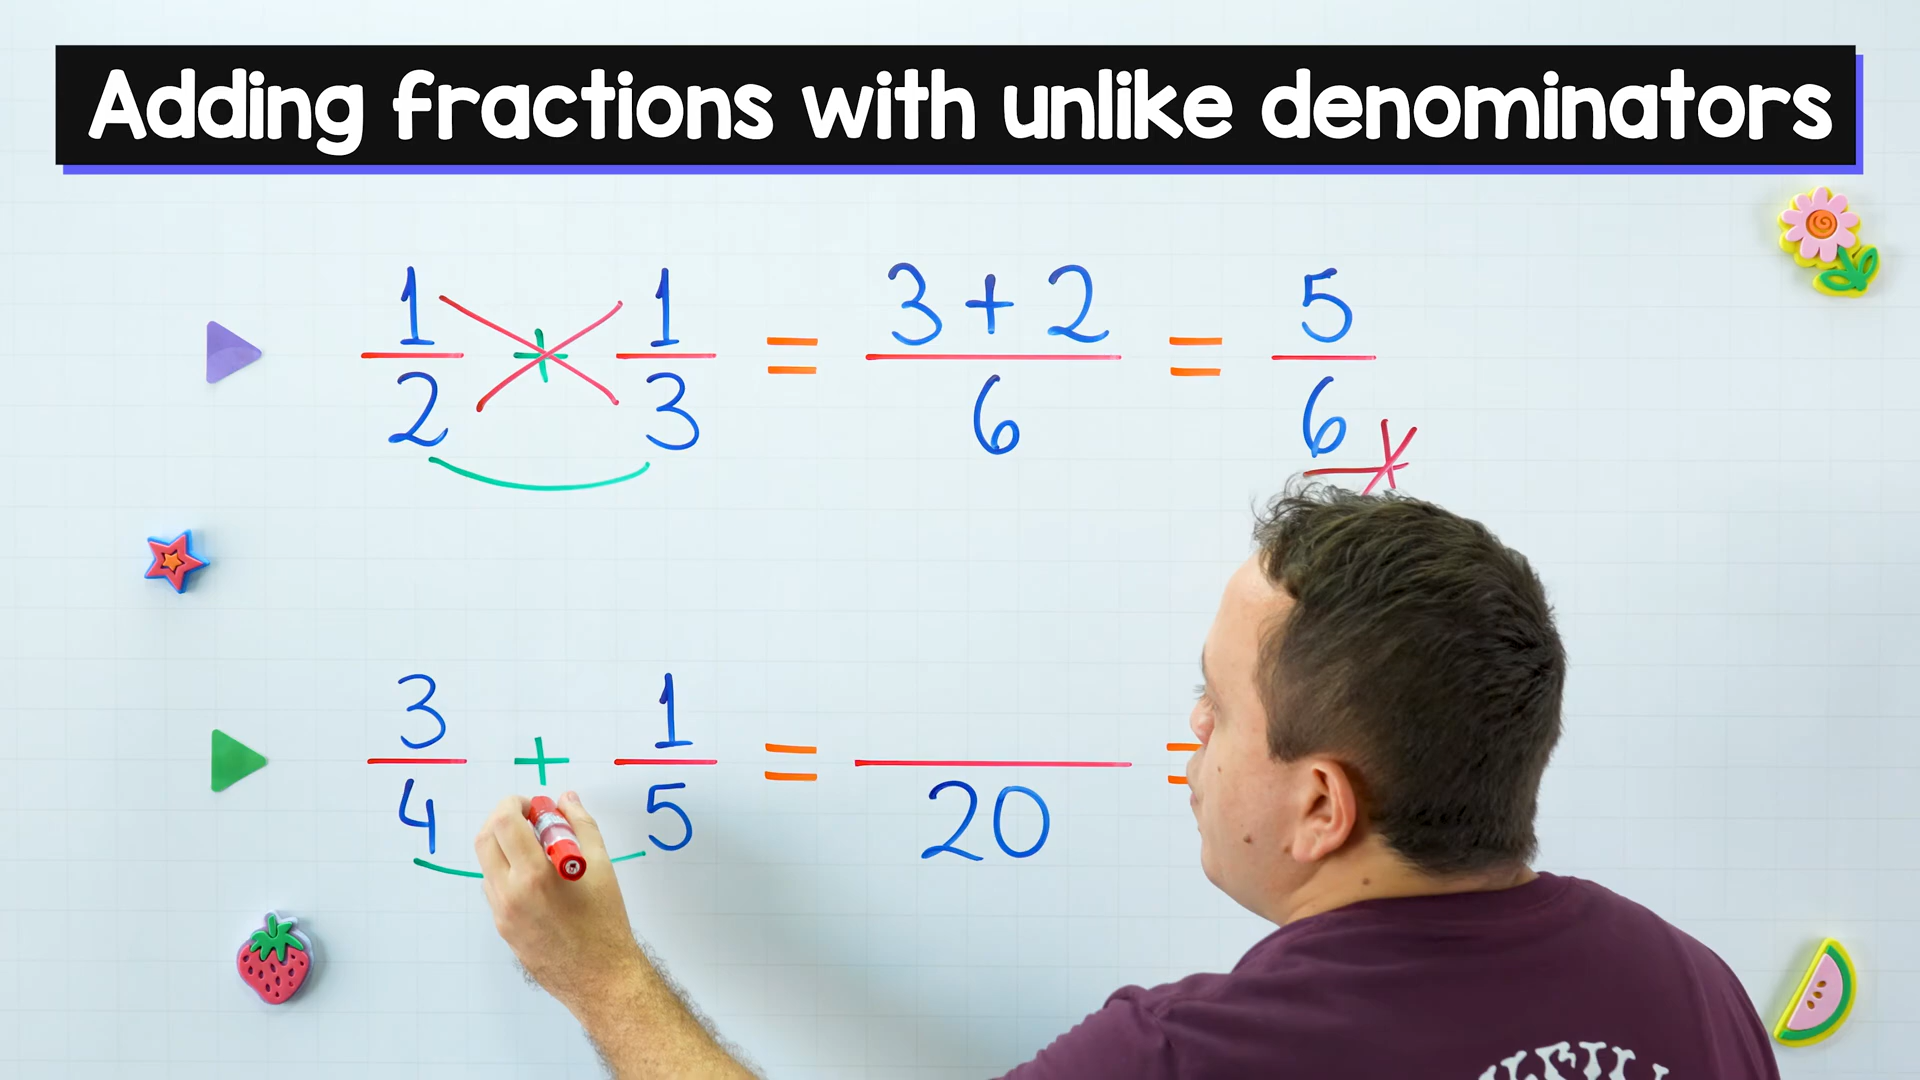 Adding fractions with unlike denominators
1/2 + 1/3 = 3 + 2/6 = 5/6
3/4 + 1/5 = /20 =